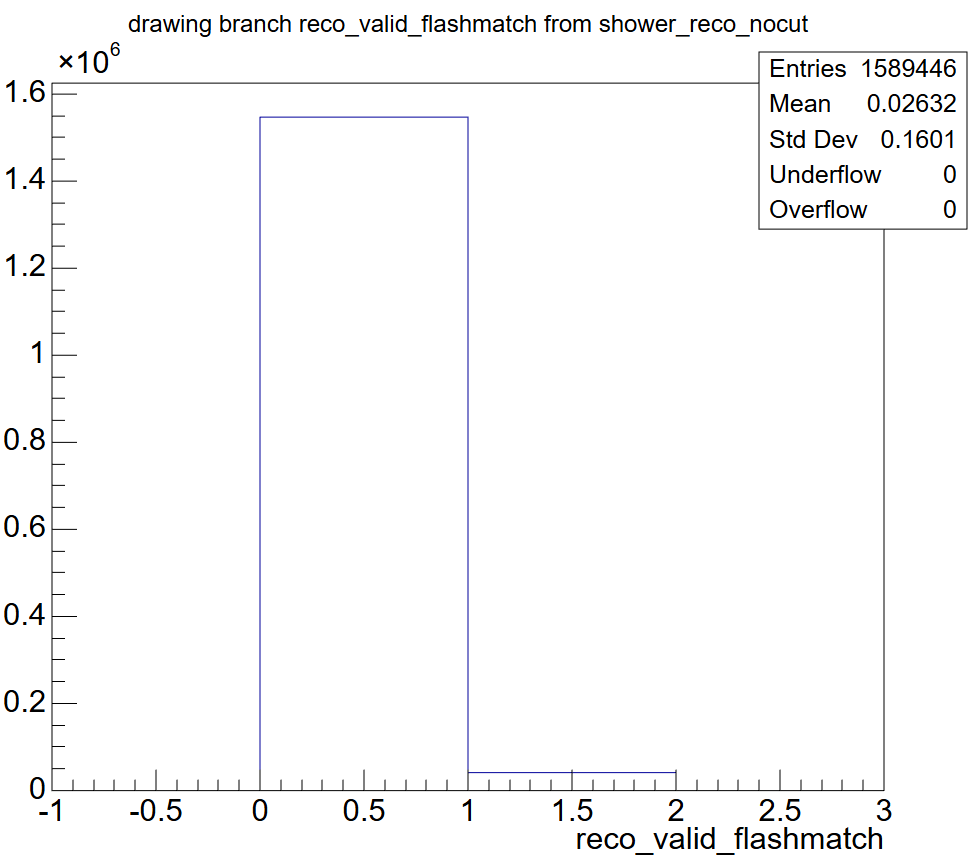 drawing branch reco_valid_flashmatch from shower_reco_nocut
×10⁶
Entries 1589446
Mean 0.02632
Std Dev 0.1601
Underflow 0
Overflow 0
1.6
1.4
1.2
1
0.8
0.6
0.4
0.2
0
-1 -0.5 0 0.5 1 1.5 2 2.5 3
reco_valid_flashmatch